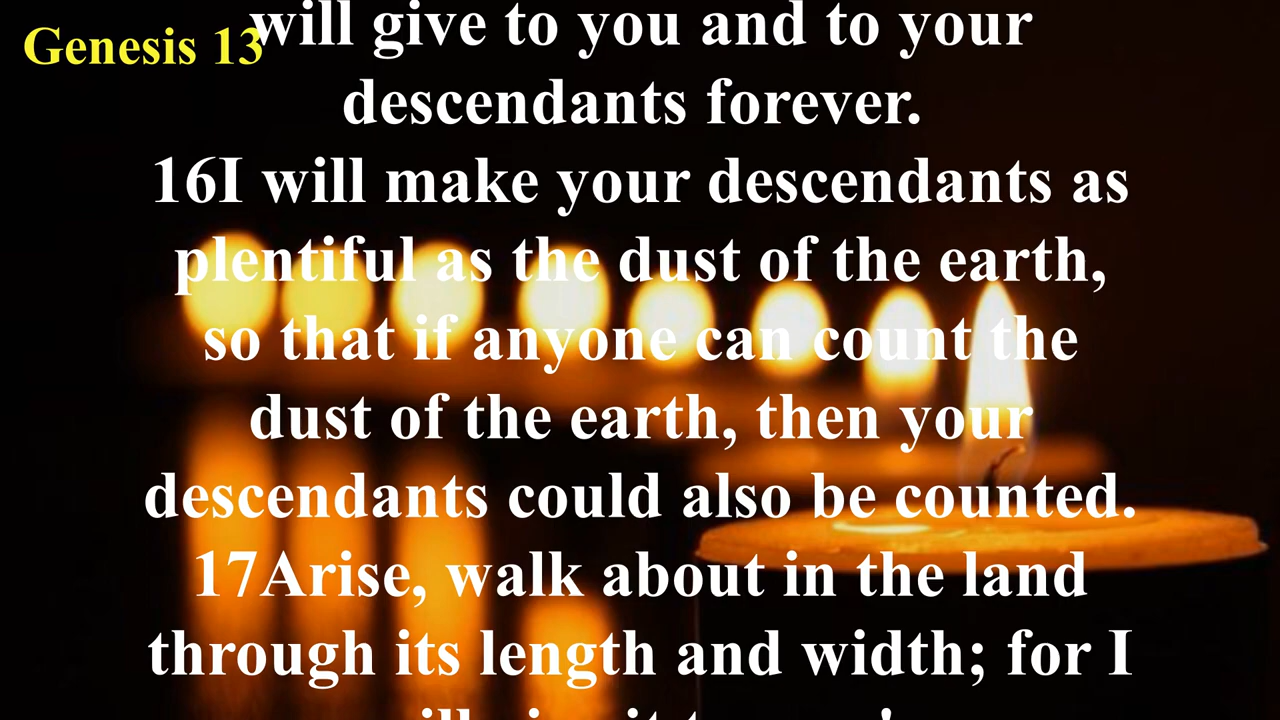 Genesis 13
will give to you and to your
descendants forever.
16I will make your descendants as
plentiful as the dust of the earth,
so that if anyone can count the
dust of the earth, then your
descendants could also be counted.
17Arise, walk about in the land
through its length and width; for I